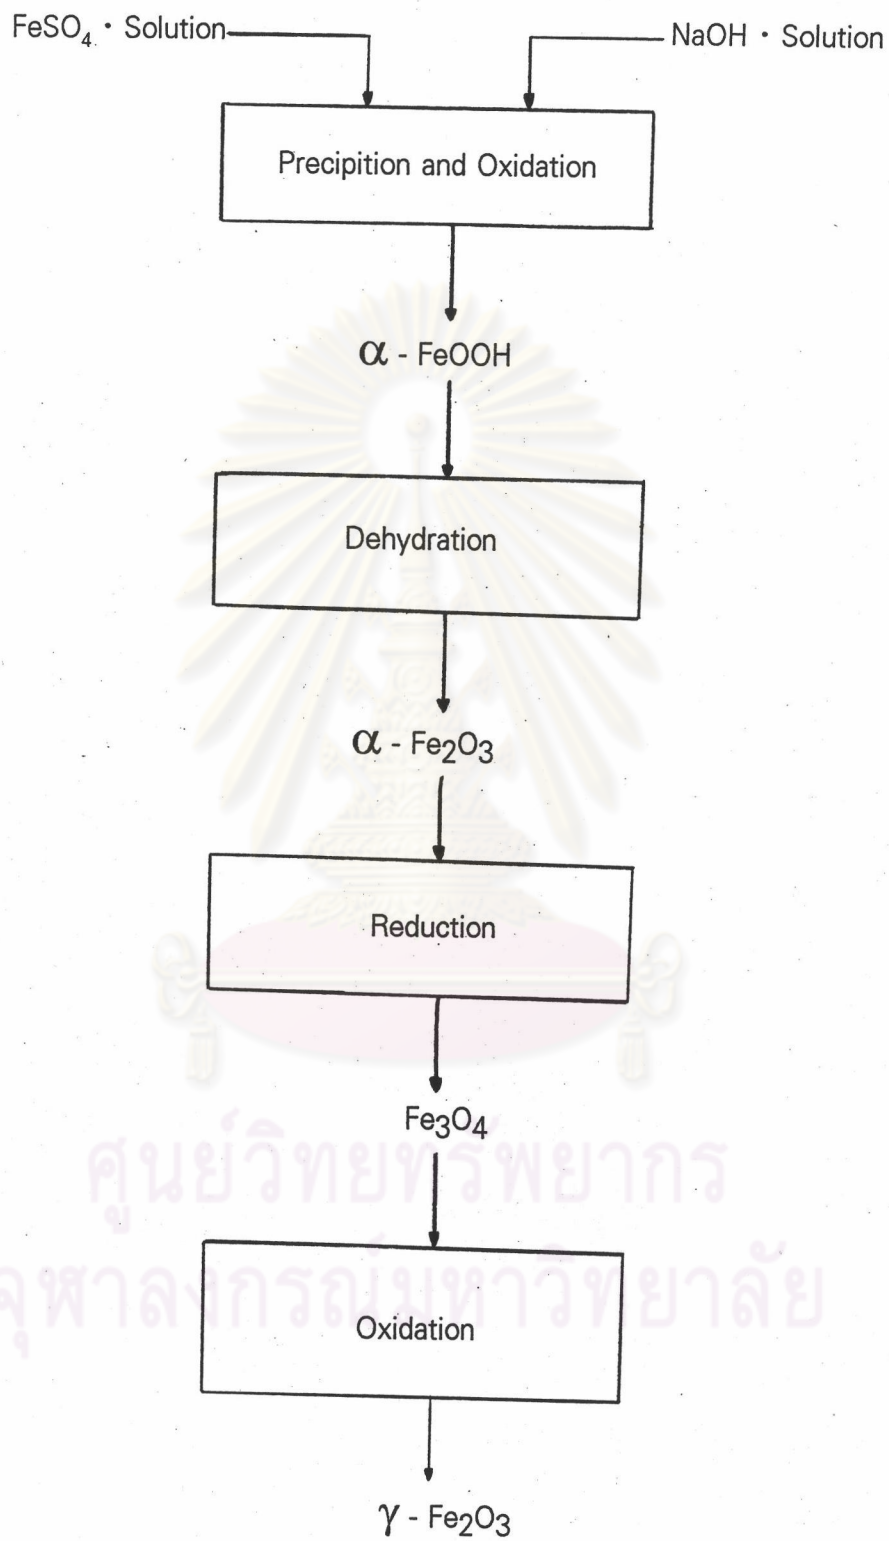 FeSO₄ · Solution
NaOH · Solution
Precipition and Oxidation
α - FeOOH
Dehydration
α - Fe₂O₃
Reduction
Fe₃O₄
ศูนย์วิทยทรัพยากร
จุฬาลงกรณ์มหาวิทยาลัย
Oxidation
γ - Fe₂O₃